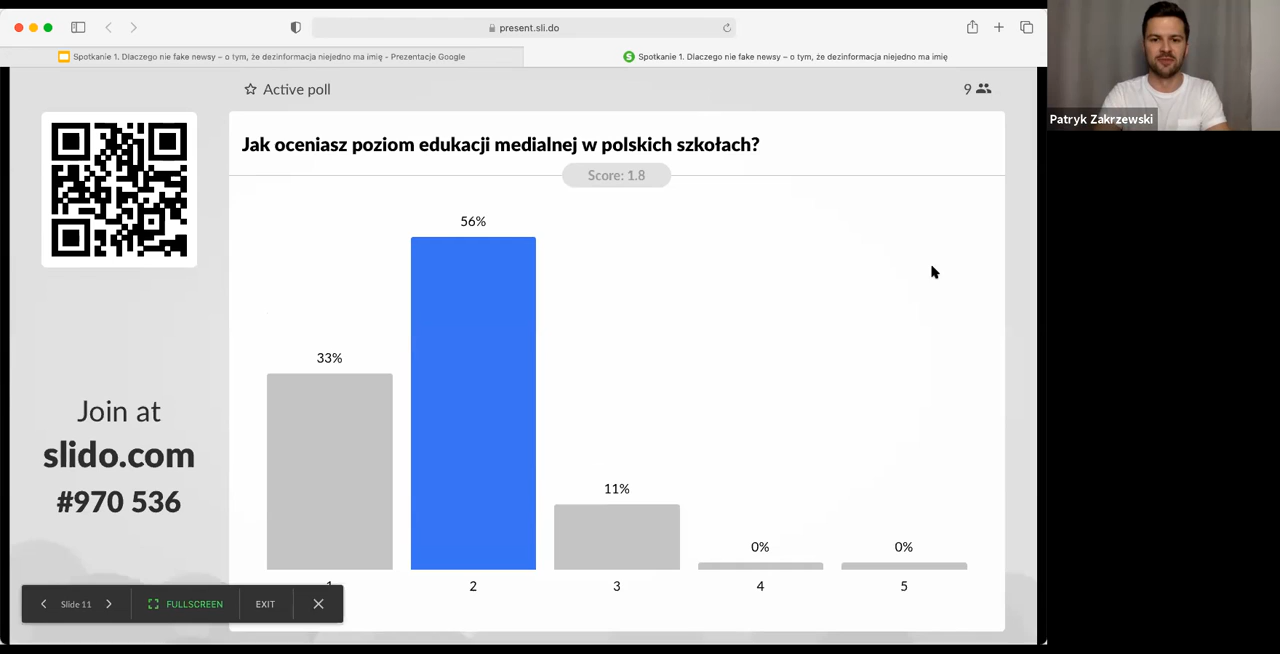 present.sli.do
Spotkanie 1. Dlaczego nie fake newsy – o tym, że dezinformacja niejedno ma imię - Prezentacje Google
S Spotkanie 1. Dlaczego nie fake newsy – o tym, że dezinformacja niejedno ma imię
Active poll
9
Patryk Zakrzewski
Jak oceniasz poziom edukacji medialnej w polskich szkołach?
Score: 1.8
56%
33%
11%
0%
0%
1
2
3
4
5
Join at
slido.com
#970 536
Slide 11
FULLSCREEN
EXIT